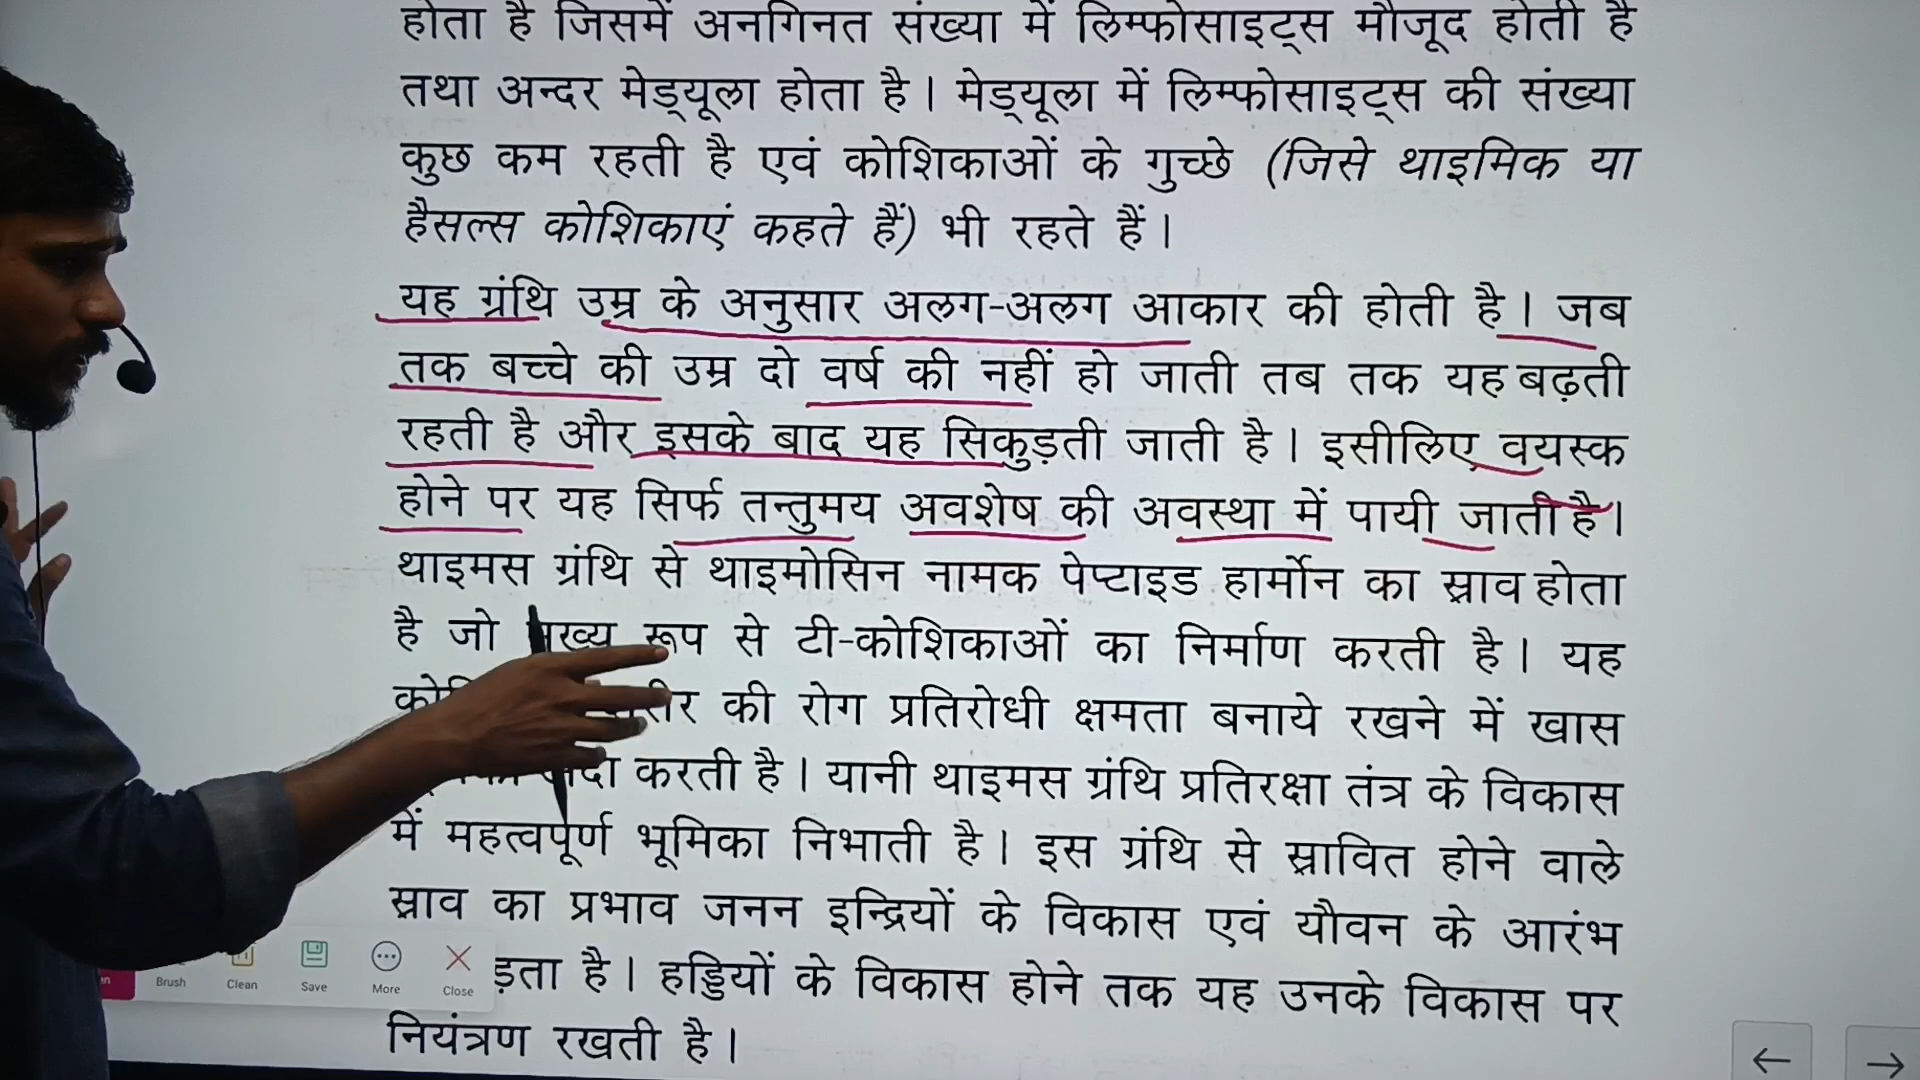 होता है जिसमें अनगिनत संख्या में लिम्फोसाइट्स मौजूद होती है
तथा अन्दर मेड्यूला होता है। मेड्यूला में लिम्फोसाइट्स की संख्या
कुछ कम रहती है एवं कोशिकाओं के गुच्छे (जिसे थाइमिक या
हैसल्स कोशिकाएं कहते हैं) भी रहते हैं।
यह ग्रंथि उम्र के अनुसार अलग-अलग आकार की होती है। जब
तक बच्चे की उम्र दो वर्ष की नहीं हो जाती तब तक यह बढ़ती
रहती है और इसके बाद यह सिकुड़ती जाती है। इसीलिए वयस्क
होने पर यह सिर्फ तन्तुमय अवशेष की अवस्था में पायी जाती है।
थाइमस ग्रंथि से थाइमोसिन नामक पेप्टाइड हार्मोन का स्राव होता
है जो रूप से टी-कोशिकाओं का निर्माण करती है। यह
की रोग प्रतिरोधी क्षमता बनाये रखने में खास
करती है। यानी थाइमस ग्रंथि प्रतिरक्षा तंत्र के विकास
में महत्वपूर्ण भूमिका निभाती है। इस ग्रंथि से स्रावित होने वाले
स्राव का प्रभाव जनन इन्द्रियों के विकास एवं यौवन के आरंभ
है। हड्डियों के विकास होने तक यह उनके विकास पर
नियंत्रण रखती है।
Brush Clean Save More Close